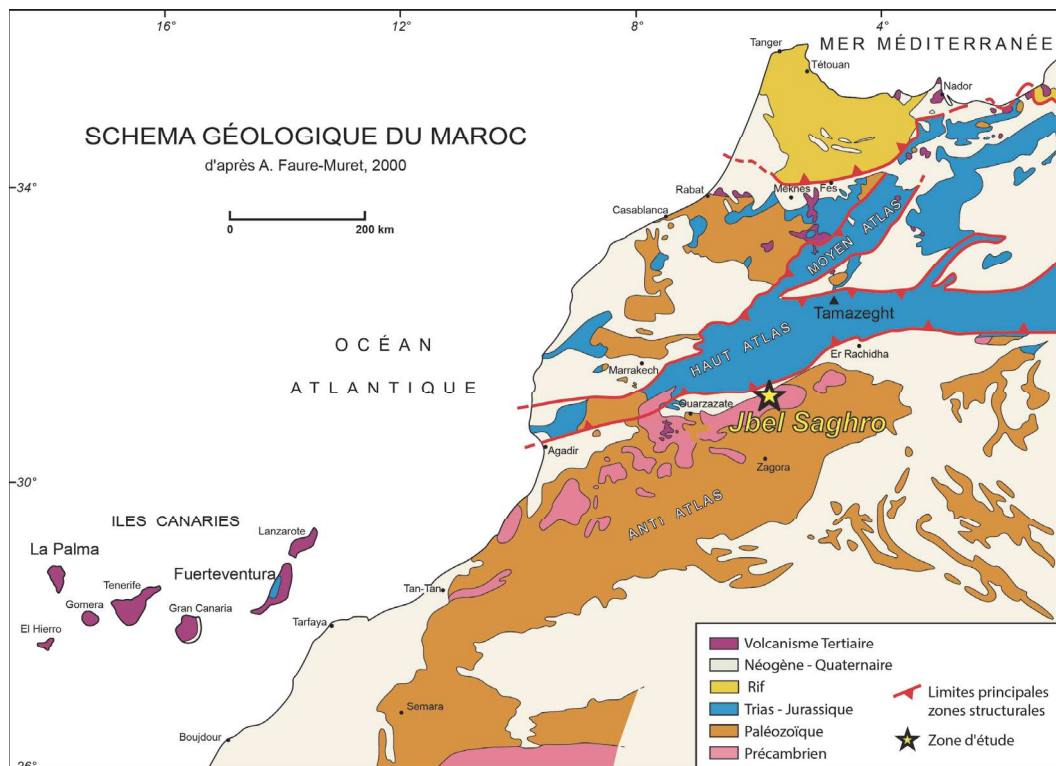 16°
12°
8°
4°
Tanger
MER MÉDITERRANÉE
Tétouan
Nador
SCHEMA GÉOLOGIQUE DU MAROC
d'après A. Faure-Muret, 2000
34°
Rabat
Méknes
Fes
Casablanca
0
200 km
MOYEN ATLAS
Tamazeght
OCÉAN
ATLANTIQUE
HAUT ATLAS
Er Rachidha
Marrakech
Ouarzazate
Jbel Saghro
Agadir
Zagora
30°
ANTI ATLAS
ILES CANARIES
Lanzarote
La Palma
Fuerteventura
Tenerife
Gomera
Gran Canaria
El Hierro
Tan-Tan
Tarfaya
Semara
Boujdour
26°
Volcanisme Tertiaire
Néogène - Quaternaire
Rif
Trias - Jurassique
Paléozoïque
Précambrien
Limites principales
zones structurales
Zone d'étude